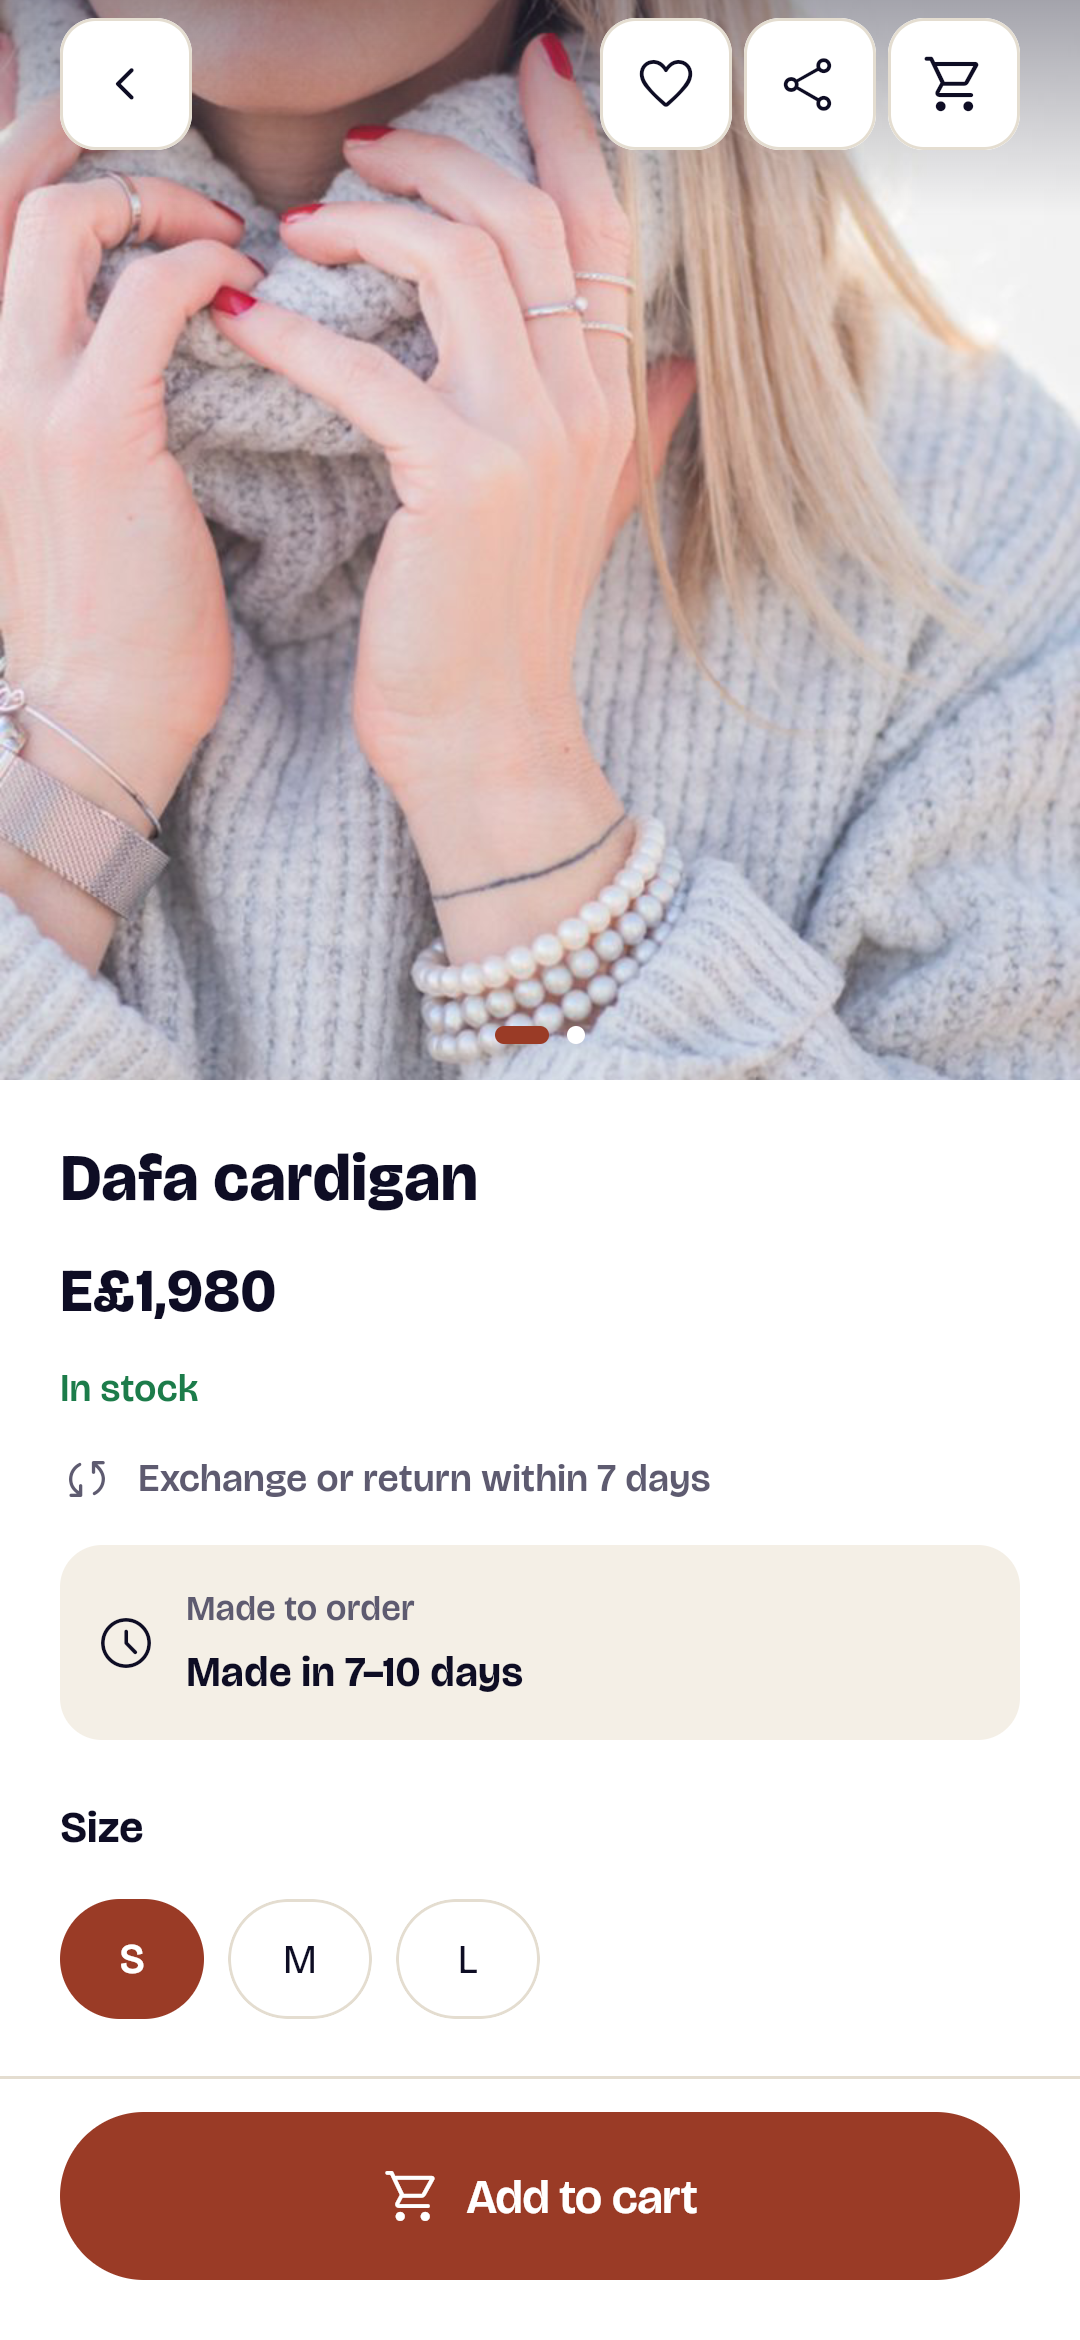 Dafa cardigan
E£1,980
In stock
Exchange or return within 7 days
Made to order
Made in 7–10 days
Size
S M L
Add to cart